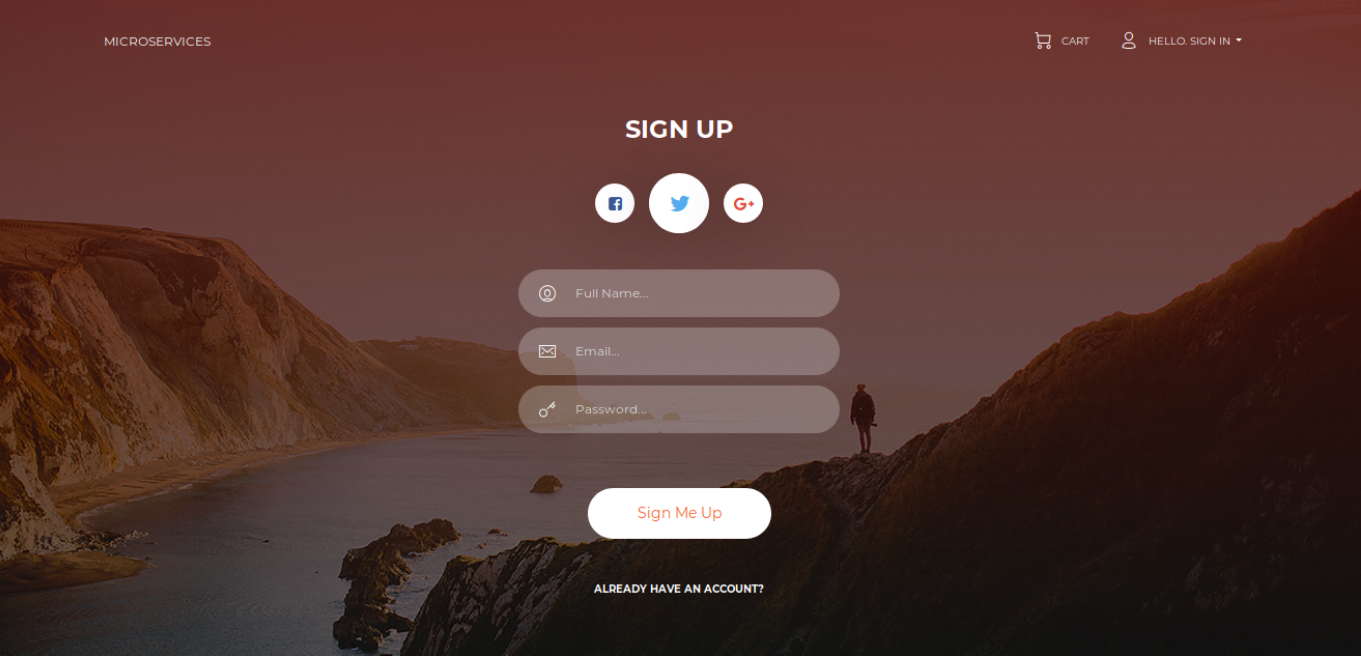 MICROSERVICES
CART
HELLO. SIGN IN
SIGN UP
Full Name...
Email...
Password...
Sign Me Up
ALREADY HAVE AN ACCOUNT?